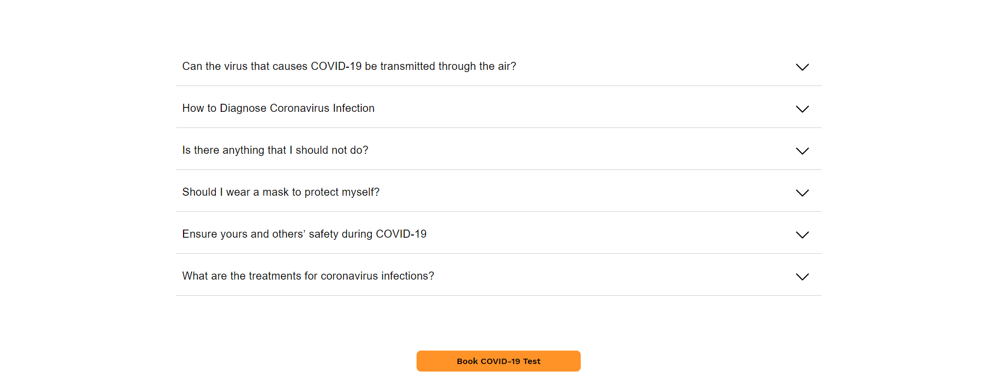 Can the virus that causes COVID-19 be transmitted through the air?
How to Diagnose Coronavirus Infection
Is there anything that I should not do?
Should I wear a mask to protect myself?
Ensure yours and others’ safety during COVID-19
What are the treatments for coronavirus infections?
Book COVID-19 Test